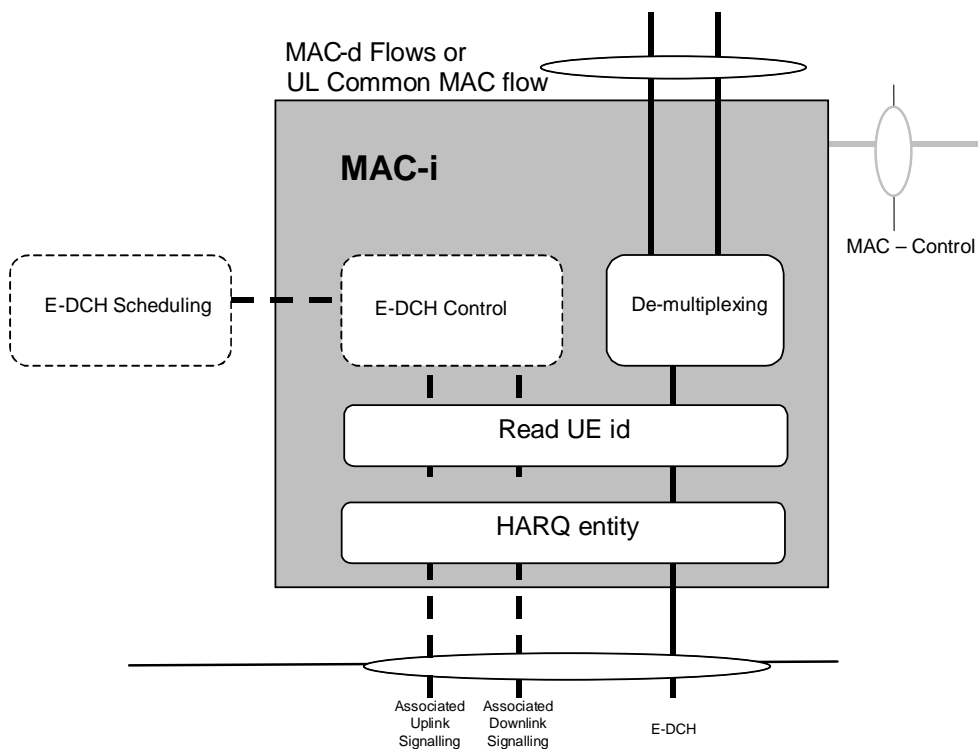 MAC-d Flows or
UL Common MAC flow
MAC-i
MAC – Control
E-DCH Scheduling
E-DCH Control
De-multiplexing
Read UE id
HARQ entity
Associated
Uplink
Signalling
Associated
Downlink
Signalling
E-DCH